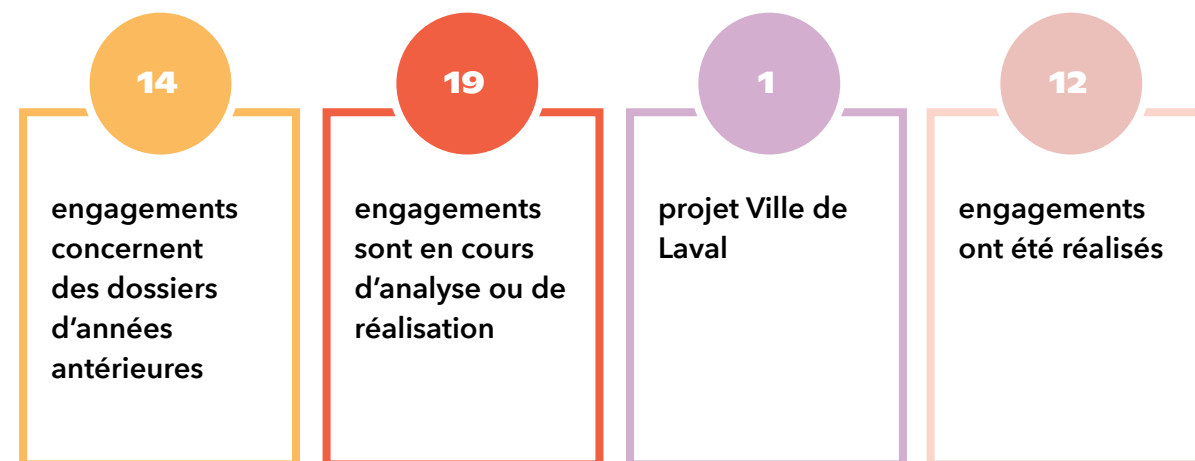 14
engagements
concernent
des dossiers
d'années
antérieures
19
engagements
sont en cours
d'analyse ou de
réalisation
1
projet Ville de
Laval
12
engagements
ont été réalisés